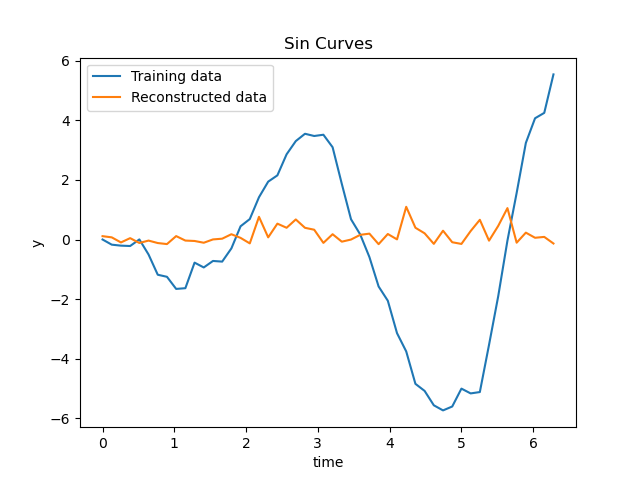 Sin Curves
Training data
Reconstructed data
6
4
2
0
−2
−4
−6
y
0 1 2 3 4 5 6
time